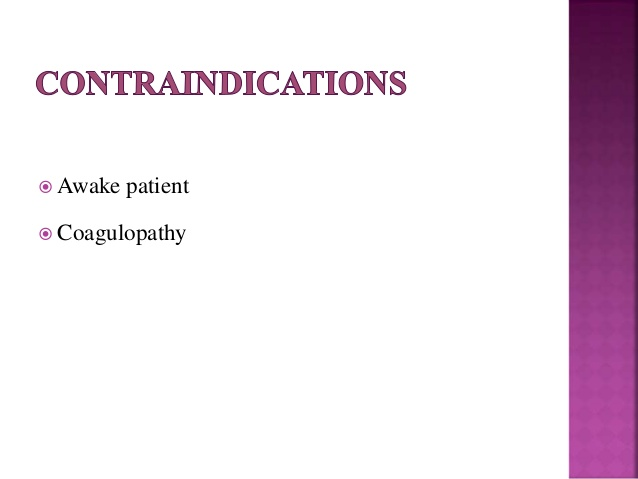 CONTRAINDICATIONS
Awake patient
Coagulopathy